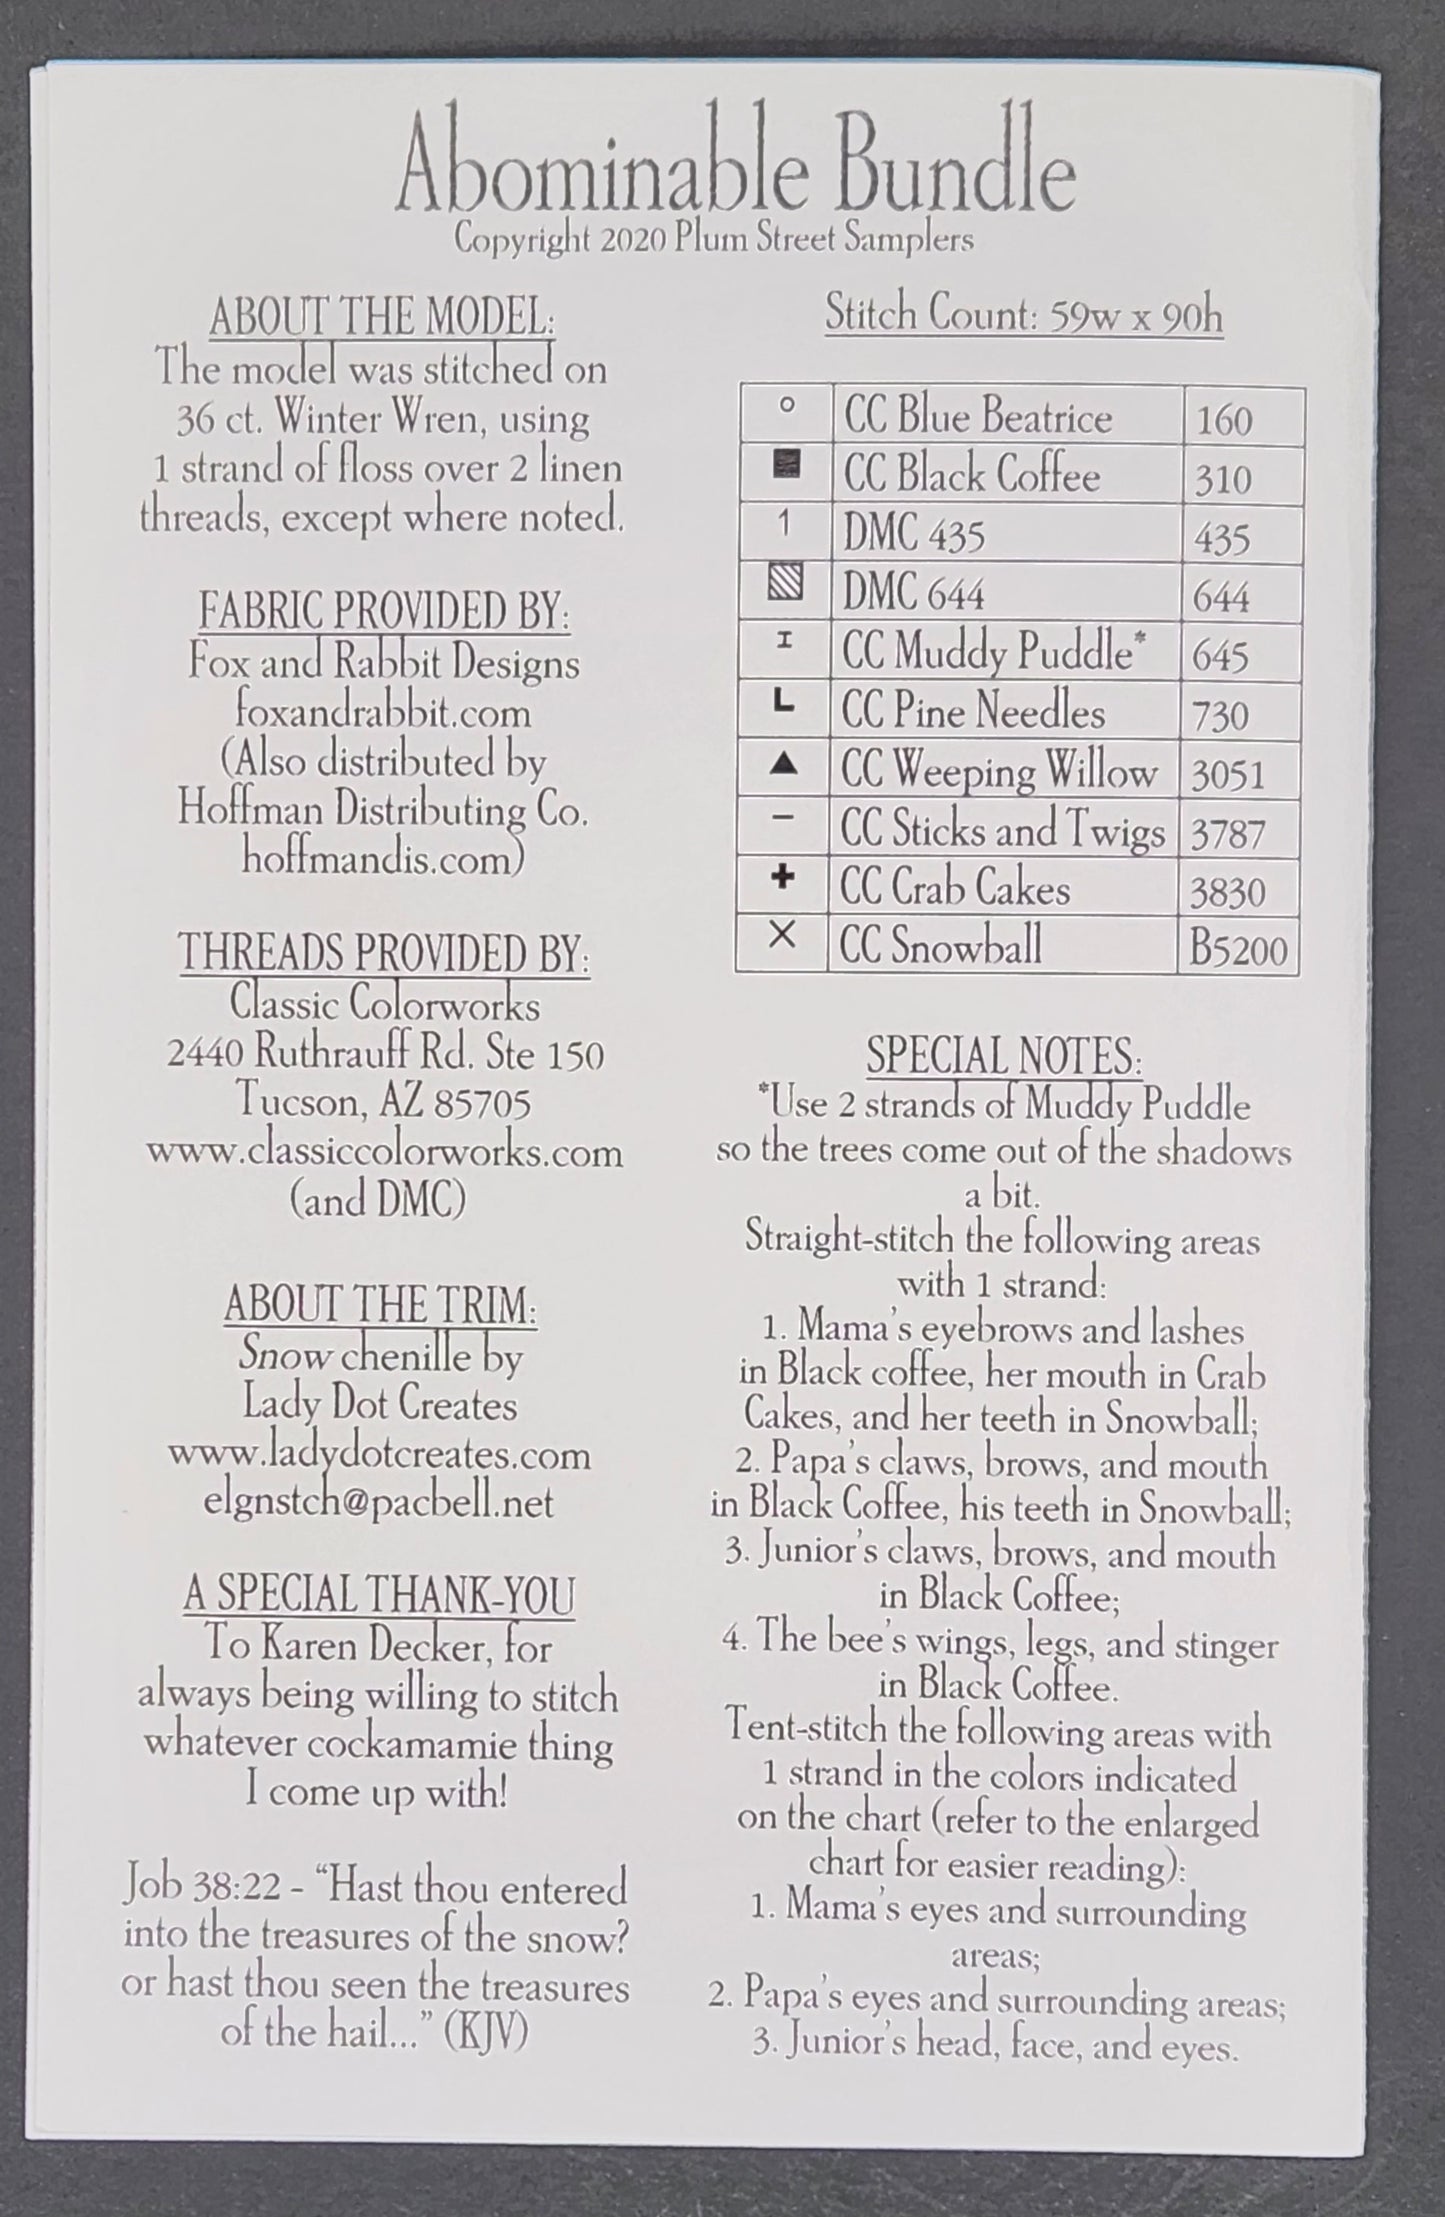 Abominable Bundle
Copyright 2020 Plum Street Samplers
ABOUT THE MODEL:
The model was stitched on
36 ct. Winter Wren, using
1 strand of floss over 2 linen
threads, except where noted.
FABRIC PROVIDED BY:
Fox and Rabbit Designs
foxandrabbit.com
(Also distributed by
Hoffman Distributing Co.
hoffmandis.com)
THREADS PROVIDED BY:
Classic Colorworks
2440 Ruthrauff Rd. Ste 150
Tucson, AZ 85705
www.classiccolorworks.com
(and DMC)
ABOUT THE TRIM:
Snow chenille by
Lady Dot Creates
www.ladydotcreates.com
elgnstch@pacbell.net
A SPECIAL THANK-YOU
To Karen Decker, for
always being willing to stitch
whatever cockamamie thing
I come up with!
Job 38:22 - “Hast thou entered
into the treasures of the snow?
or hast thou seen the treasures
of the hail...” (KJV)
Stitch Count: 59w x 90h
○ CC Blue Beatrice 160
■ CC Black Coffee 310
1 DMC 435 435
▧ DMC 644 644
I CC Muddy Puddle* 645
L CC Pine Needles 730
▲ CC Weeping Willow 3051
– CC Sticks and Twigs 3787
+ CC Crab Cakes 3830
X CC Snowball B5200
SPECIAL NOTES:
*Use 2 strands of Muddy Puddle
so the trees come out of the shadows
a bit.
Straight-stitch the following areas
with 1 strand:
1. Mama's eyebrows and lashes
in Black coffee, her mouth in Crab
Cakes, and her teeth in Snowball;
2. Papa's claws, brows, and mouth
in Black Coffee, his teeth in Snowball;
3. Junior's claws, brows, and mouth
in Black Coffee;
4. The bee's wings, legs, and stinger
in Black Coffee.
Tent-stitch the following areas with
1 strand in the colors indicated
on the chart (refer to the enlarged
chart for easier reading):
1. Mama's eyes and surrounding
areas;
2. Papa's eyes and surrounding areas;
3. Junior's head, face, and eyes.